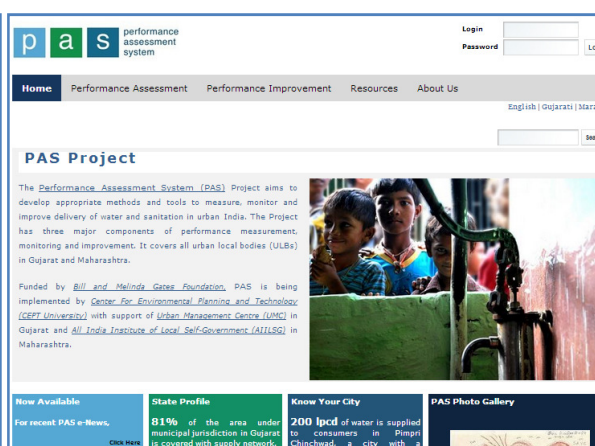 pas performance
assessment
system
Login
Password
Home Performance Assessment Performance Improvement Resources About Us
English | Gujarati |
PAS Project
The Performance Assessment System (PAS) Project aims to
develop appropriate methods and tools to measure, monitor and
improve delivery of water and sanitation in urban India. The Project
has three major components of performance measurement,
monitoring and improvement. It covers all urban local bodies (ULBs)
in Gujarat and Maharashtra.
Funded by Bill and Melinda Gates Foundation, PAS is being
implemented by Center For Environmental Planning and Technology
(CEPT University) with support of Urban Management Centre (UMC) in
Gujarat and All India Institute of Local Self-Government (AIILSG) in
Maharashtra.
Now Available
For recent PAS e-News,
Click Here
State Profile
81% of the area under
municipal jurisdiction in Gujarat
is covered with supply network.
Know Your City
200 lpcd of water is supplied
to consumers in Pimpri
Chinchwad, a city with a
PAS Photo Gallery